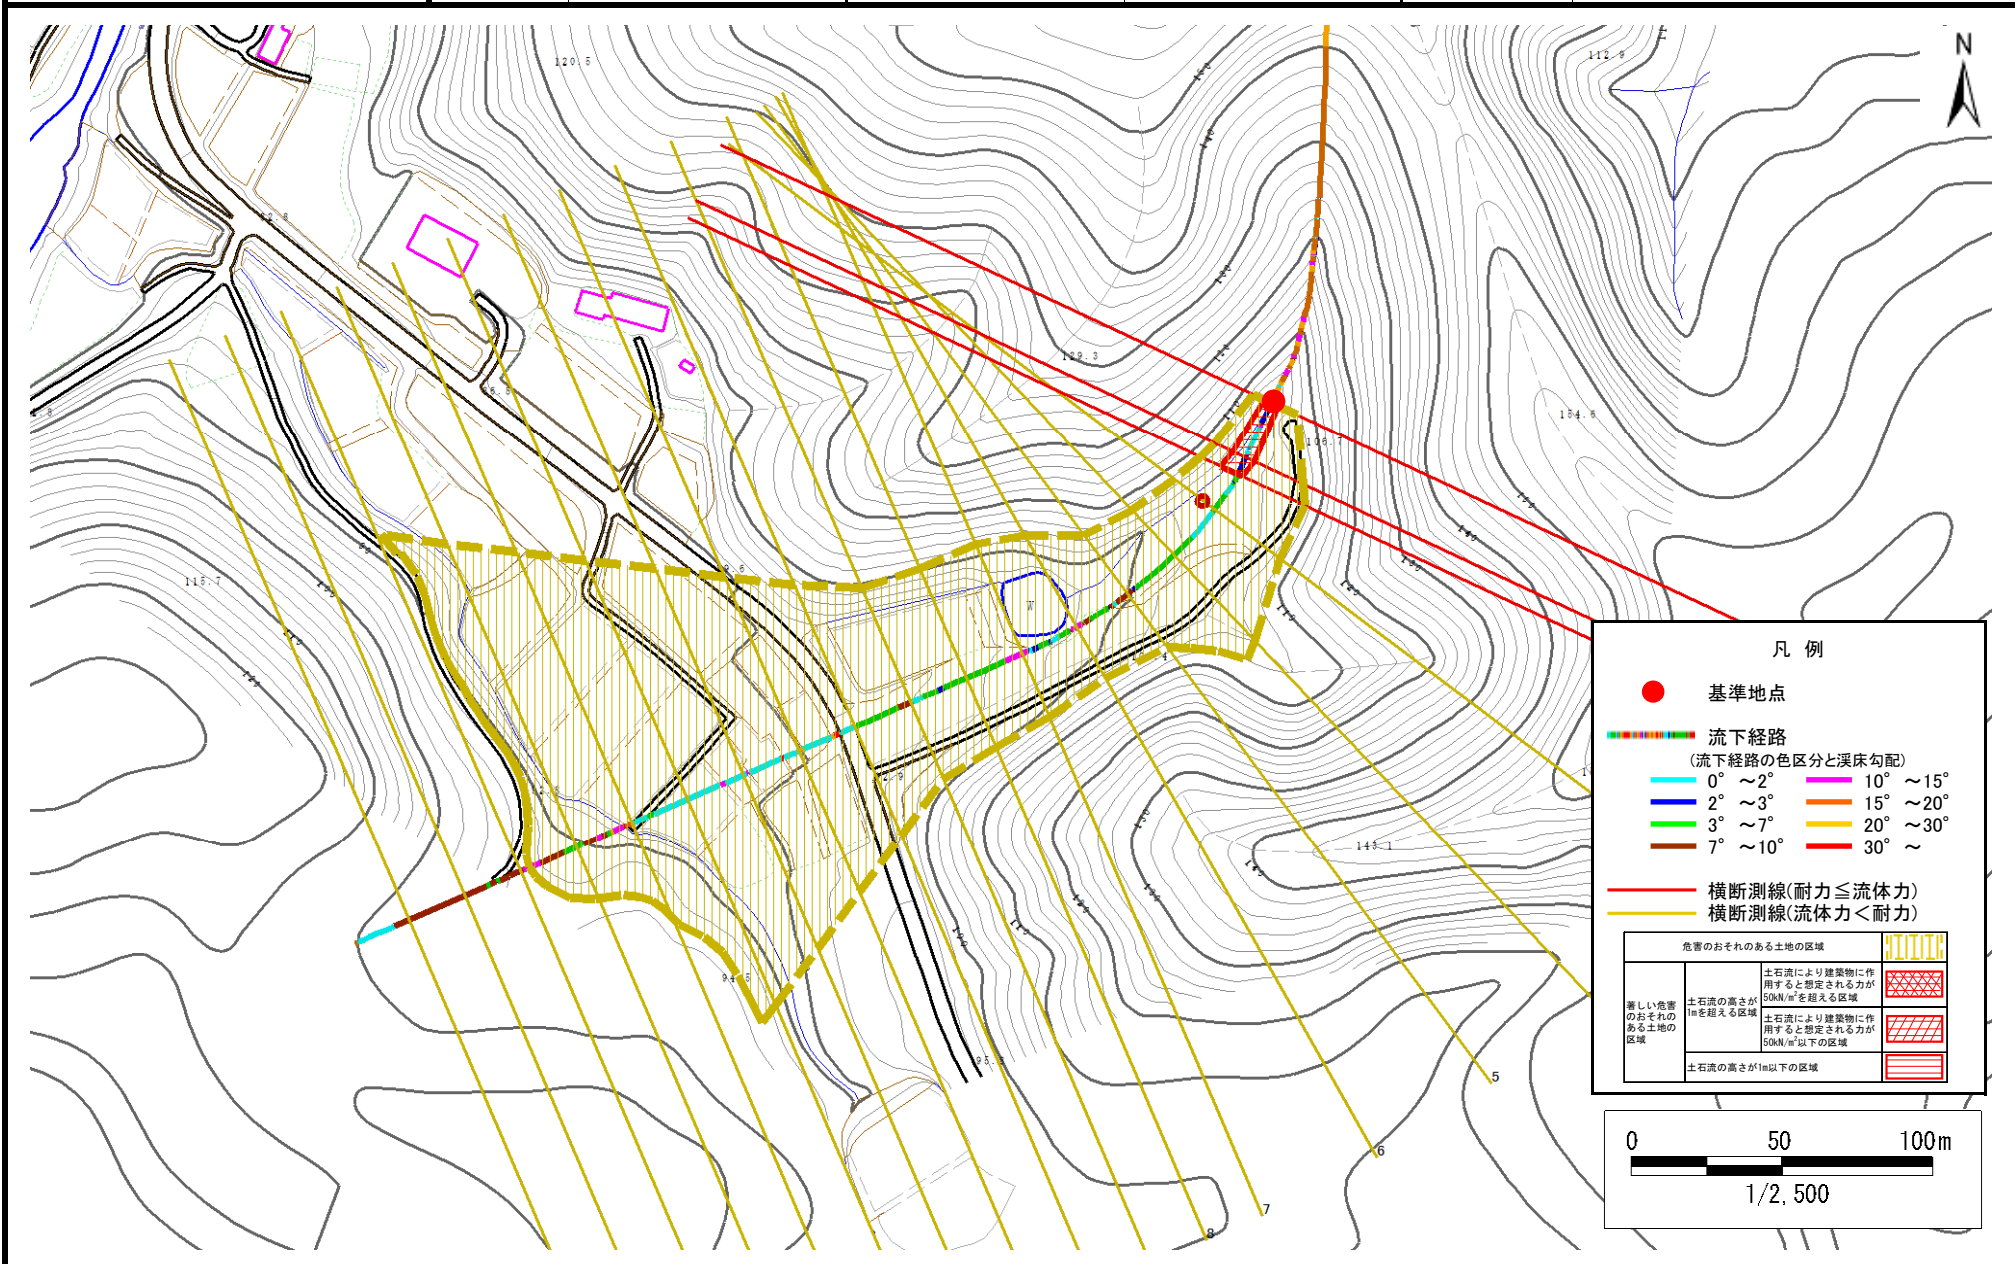 N
120.5
112.9
150
140
130
120
129.3
110
106.7
154.6
115.7
W
143.1
95.2
5
6
7
8
凡 例
基準地点
流下経路
(流下経路の色区分と渓床勾配)
0° ～2° 10° ～15°
2° ～3° 15° ～20°
3° ～7° 20° ～30°
7° ～10° 30° ～
横断測線(耐力≦流体力)
横断測線(流体力＜耐力)
危害のおそれのある土地の区域
著しい危害
のおそれの
ある土地の
区域
土石流の高さが
1mを超える区域
土石流により建築物に作
用すると想定される力が
50kN/m²を超える区域
土石流により建築物に作
用すると想定される力が
50kN/m²以下の区域
土石流の高さが1m以下の区域
0 50 100m
1/2,500